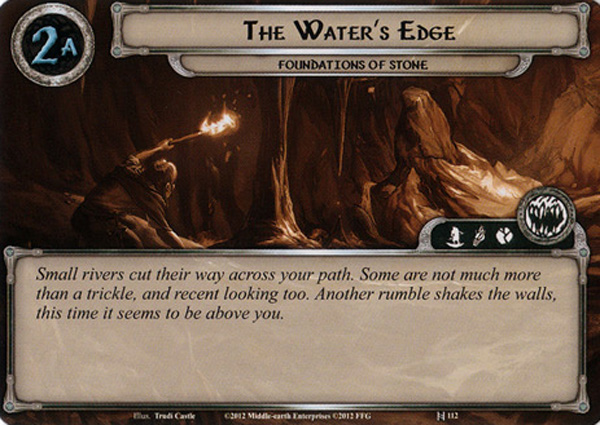 2A
The Water's Edge
Foundations of Stone
Small rivers cut their way across your path. Some are not much more
than a trickle, and recent looking too. Another rumble shakes the walls,
this time it seems to be above you.
Illus. Trudi Castle ©2012 Middle-earth Enterprises ©2012 FFG 112